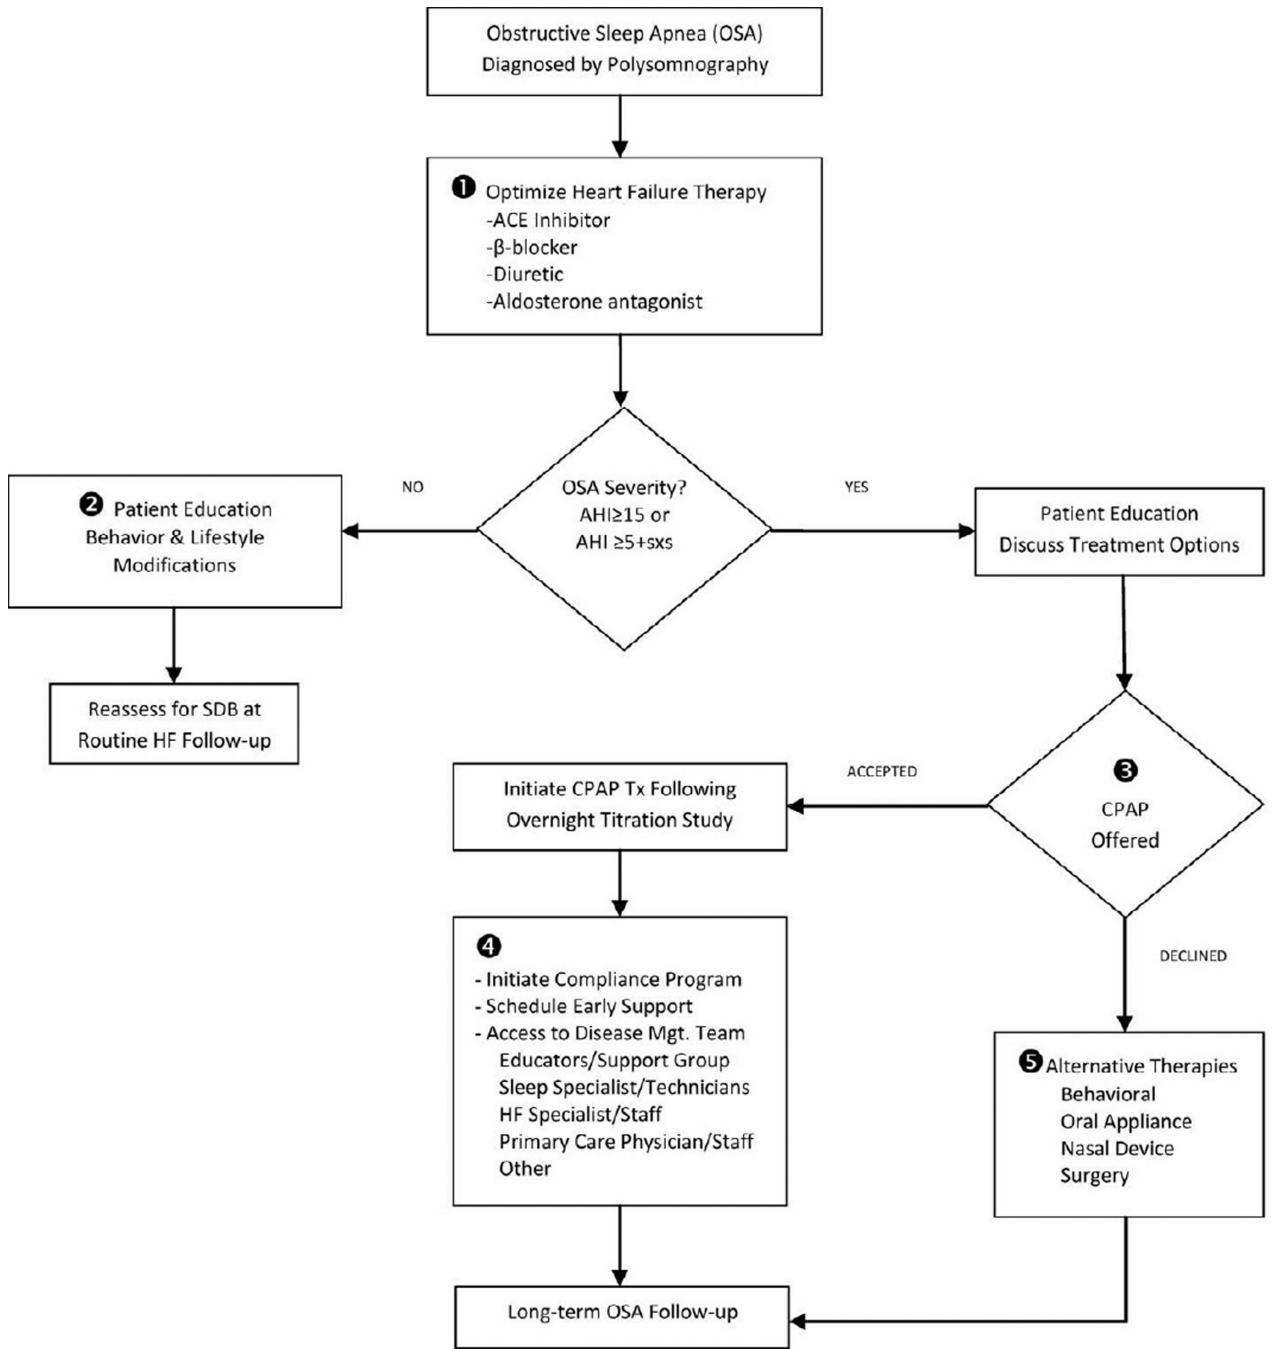 Obstructive Sleep Apnea (OSA)
Diagnosed by Polysomnography
❶ Optimize Heart Failure Therapy
-ACE Inhibitor
-β-blocker
-Diuretic
-Aldosterone antagonist
OSA Severity?
AHI≥15 or
AHI ≥5+sxs
NO
YES
❷ Patient Education
Behavior & Lifestyle
Modifications
Reassess for SDB at
Routine HF Follow-up
Patient Education
Discuss Treatment Options
❸
CPAP
Offered
ACCEPTED
DECLINED
Initiate CPAP Tx Following
Overnight Titration Study
❹
- Initiate Compliance Program
- Schedule Early Support
- Access to Disease Mgt. Team
Educators/Support Group
Sleep Specialist/Technicians
HF Specialist/Staff
Primary Care Physician/Staff
Other
❺ Alternative Therapies
Behavioral
Oral Appliance
Nasal Device
Surgery
Long-term OSA Follow-up